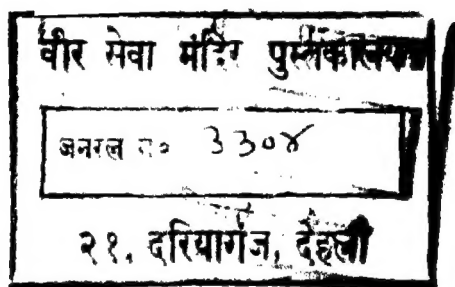 वीर सेवा मंदिर पुस्तकालय
जनरल नं० 3304
२१, दरियागंज, देहली